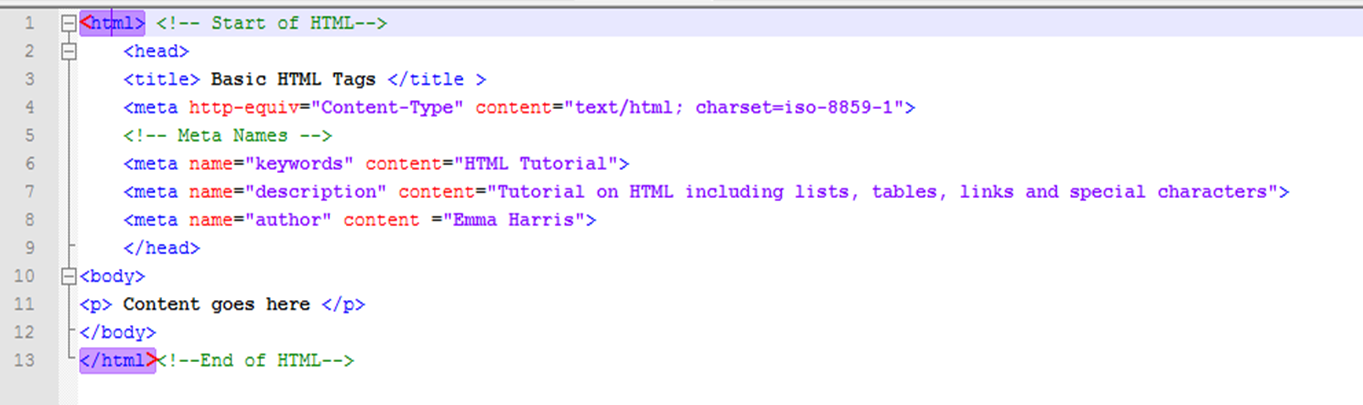 1 <html> <!-- Start of HTML-->
2 <head>
3 <title> Basic HTML Tags </title >
4 <meta http-equiv="Content-Type" content="text/html; charset=iso-8859-1">
5 <!-- Meta Names -->
6 <meta name="keywords" content="HTML Tutorial">
7 <meta name="description" content="Tutorial on HTML including lists, tables, links and special characters">
8 <meta name="author" content ="Emma Harris">
9 </head>
10 <body>
11 <p> Content goes here </p>
12 </body>
13 </html><!--End of HTML-->